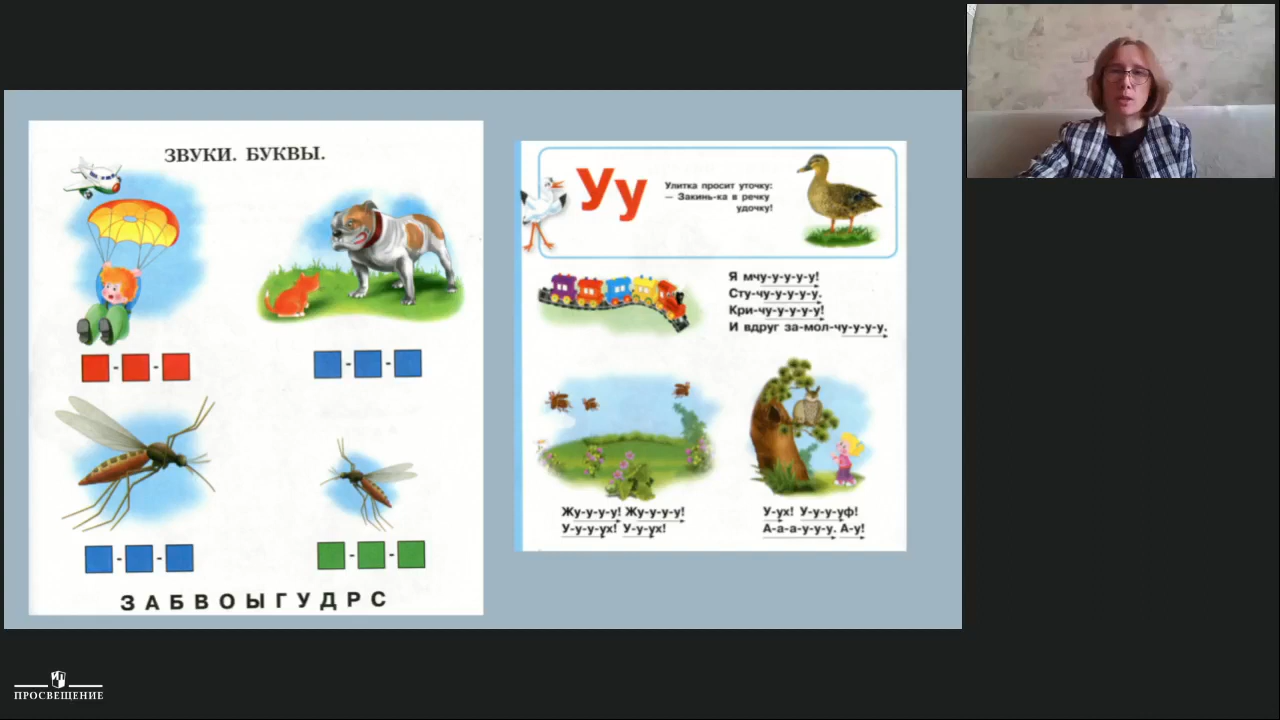 ЗВУКИ. БУКВЫ.
З А Б В О Ы Г У Д Р С
Уу
Улитка просит уточку:
— Закинь-ка в речку
удочку!
Я мчу-у-у-у-у!
Сту-чу-у-у-у-у.
Кри-чу-у-у-у-у!
И вдруг за-мол-чу-у-у-у.
Жу-у-у-у! Жу-у-у-у!
У-у-у-ух! У-у-ух!
У-ух! У-у-у-уф!
А-а-а-у-у-у. А-у!
ПРОСВЕЩЕНИЕ